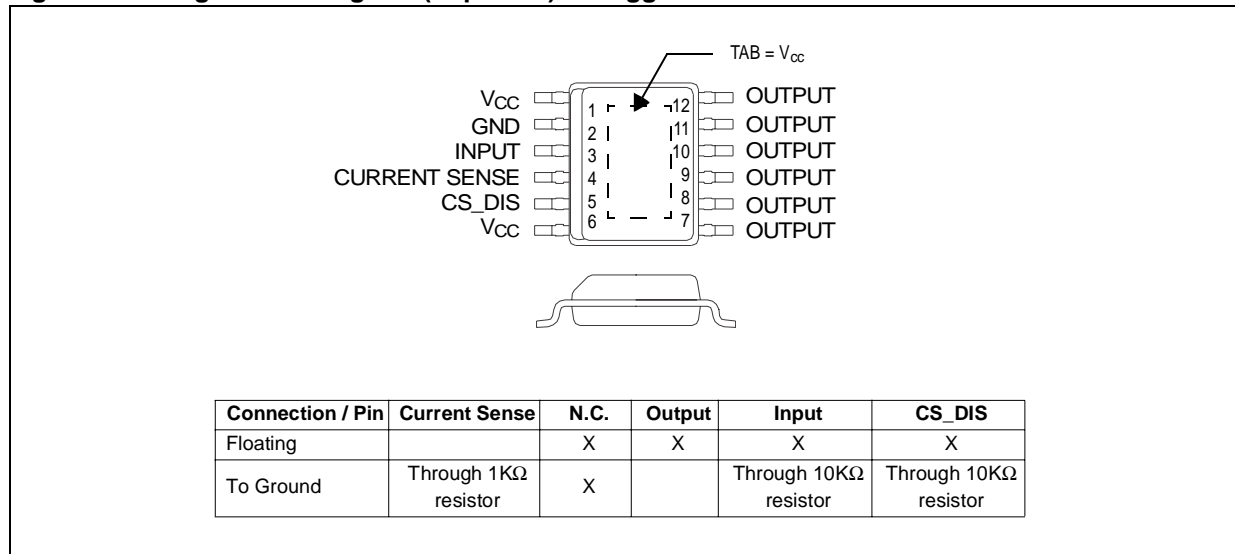 TAB = Vcc
VCC
GND
INPUT
CURRENT SENSE
CS_DIS
VCC
1
2
3
4
5
6
12
11
10
9
8
7
OUTPUT
OUTPUT
OUTPUT
OUTPUT
OUTPUT
OUTPUT
Connection / Pin Current Sense N.C. Output Input CS_DIS
Floating X X X X
To Ground Through 1KΩ resistor X Through 10KΩ resistor Through 10KΩ resistor